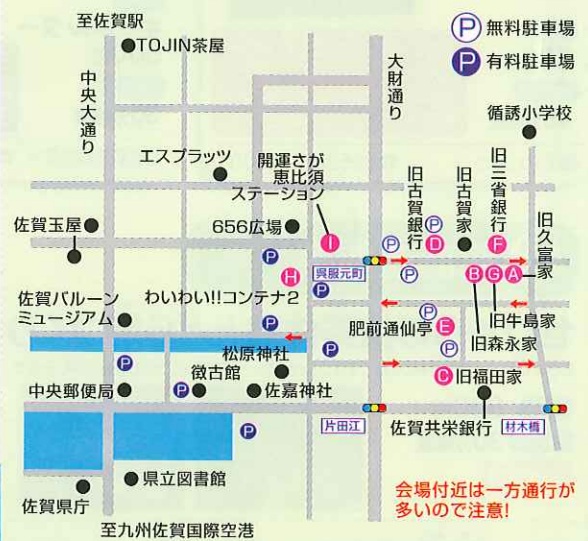 至佐賀駅
TOJIN茶屋
中央大通り
大財通り
P 無料駐車場
P 有料駐車場
循誘小学校
エスプラッツ
開運さが
恵比須
ステーション
旧古賀銀行
旧古賀家
旧三省銀行
旧久富家
佐賀玉屋
656広場
I
P
D
F
P
P
H
呉服元町
P
B
G
A
P
佐賀バルーン
ミュージアム
わいわい!!コンテナ2
P
肥前通仙亭
E
P
旧森永家
旧牛島家
松原神社
P
P
P
C
旧福田家
中央郵便局
P
徴古館
佐嘉神社
佐賀共栄銀行
片田江
材木橋
P
県立図書館
佐賀県庁
至九州佐賀国際空港
会場付近は一方通行が
多いので注意!